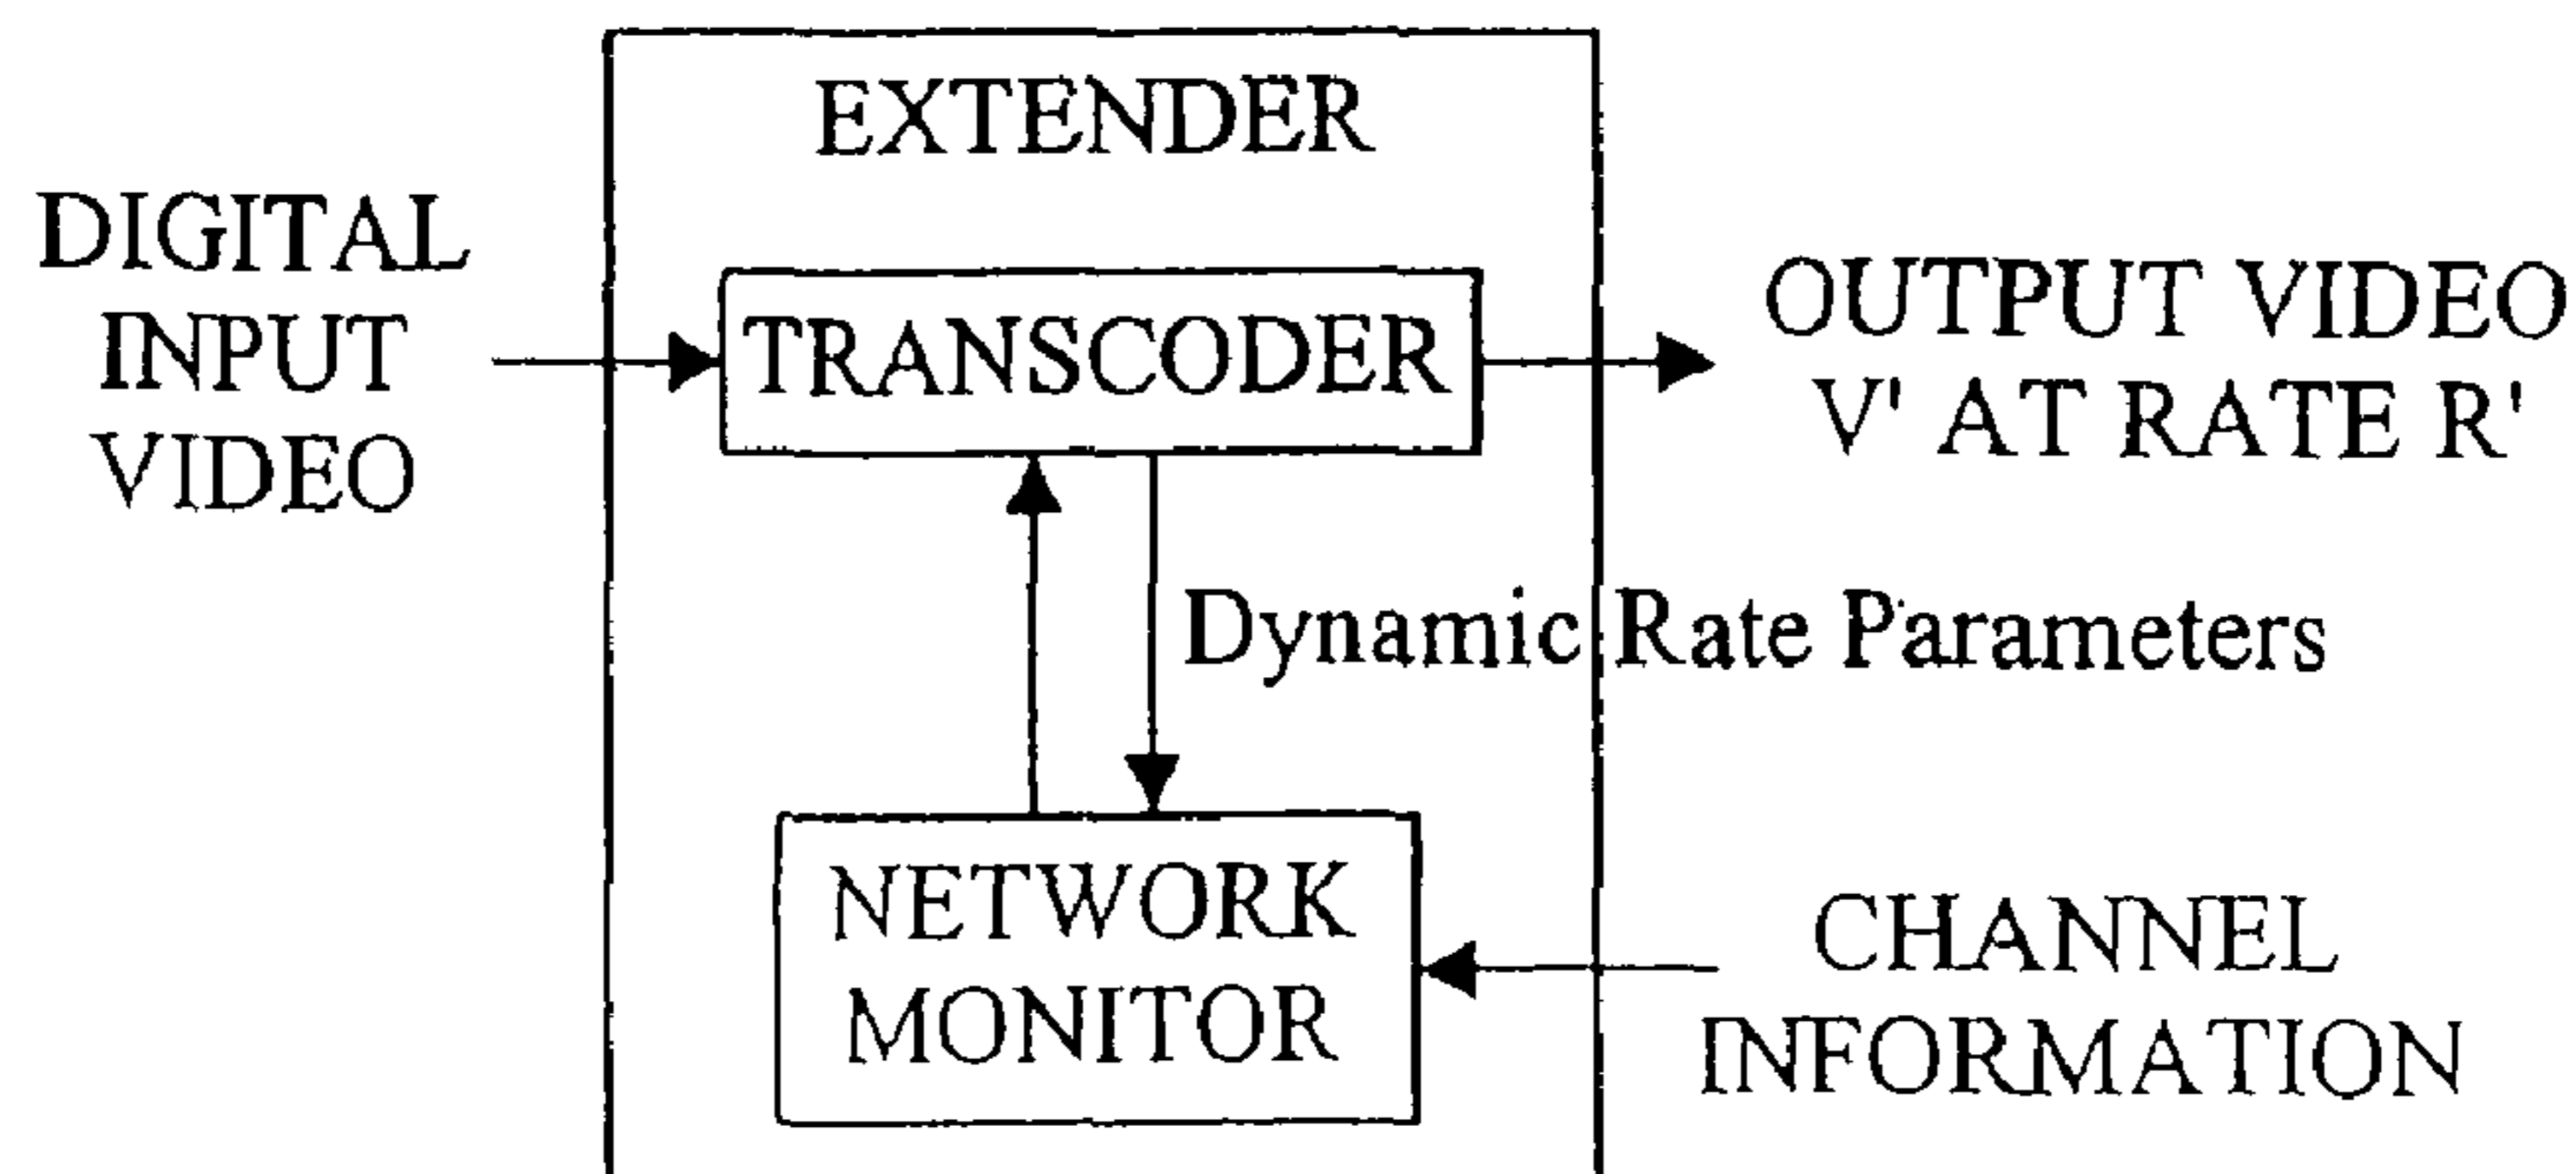 EXTENDER
DIGITAL
INPUT
VIDEO
TRANSCODER
OUTPUT VIDEO
V' AT RATE R'
Dynamic Rate Parameters
NETWORK
MONITOR
CHANNEL
INFORMATION